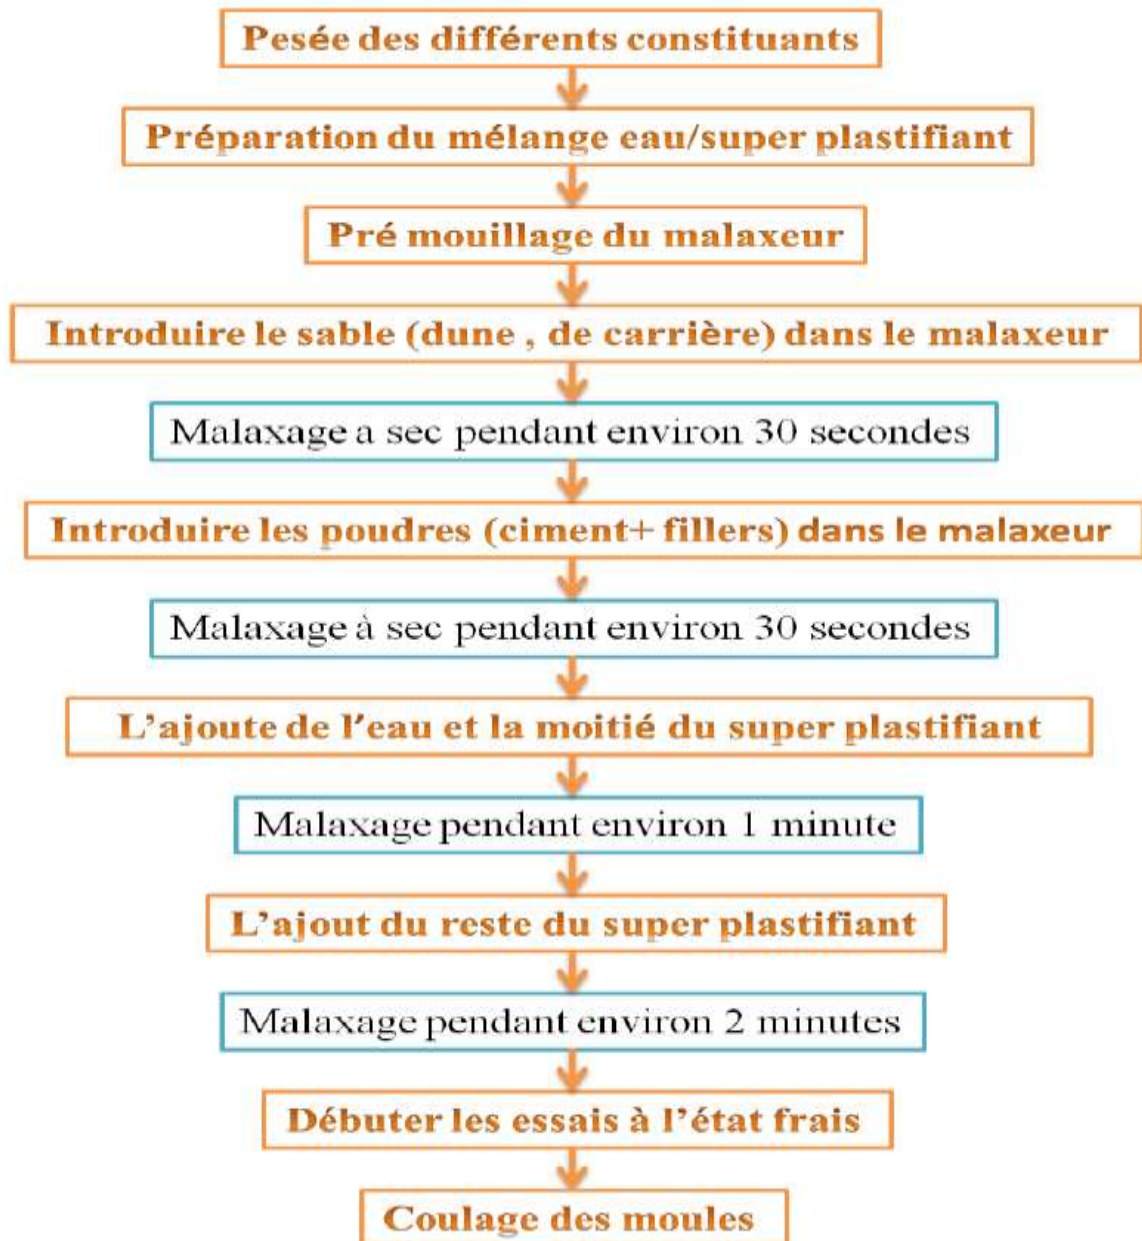 Pesée des différents constituants
Préparation du mélange eau/super plastifiant
Pré mouillage du malaxeur
Introduire le sable (dune , de carrière) dans le malaxeur
Malaxage a sec pendant environ 30 secondes
Introduire les poudres (ciment+ fillers) dans le malaxeur
Malaxage à sec pendant environ 30 secondes
L’ajoute de l’eau et la moitié du super plastifiant
Malaxage pendant environ 1 minute
L’ajout du reste du super plastifiant
Malaxage pendant environ 2 minutes
Débuter les essais à l’état frais
Coulage des moules